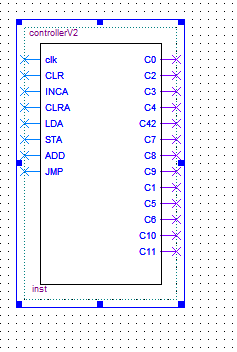 controllerV2
clk C0
CLR C2
INCA C3
CLRA C4
LDA C42
STA C7
ADD C8
JMP C9
C1
C5
C6
C10
C11
inst